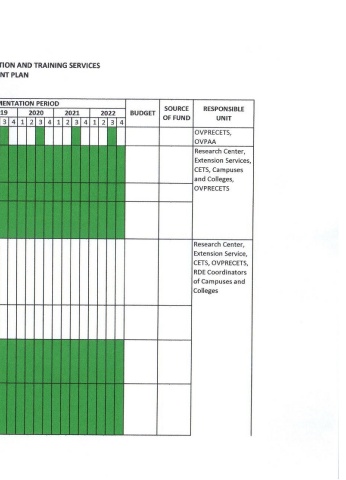 TION AND TRAINING SERVICES
NT PLAN
MENTATION PERIOD
BUDGET
SOURCE OF FUND
RESPONSIBLE UNIT
19 2020 2021 2022
3 4 1 2 3 4 1 2 3 4 1 2 3 4
OVPRECETS,
OVPAA
Research Center,
Extension Services,
CETS, Campuses
and Colleges,
OVPRECETS
Research Center,
Extension Service,
CETS, OVPRECETS,
RDE Coordinators
of Campuses and
Colleges